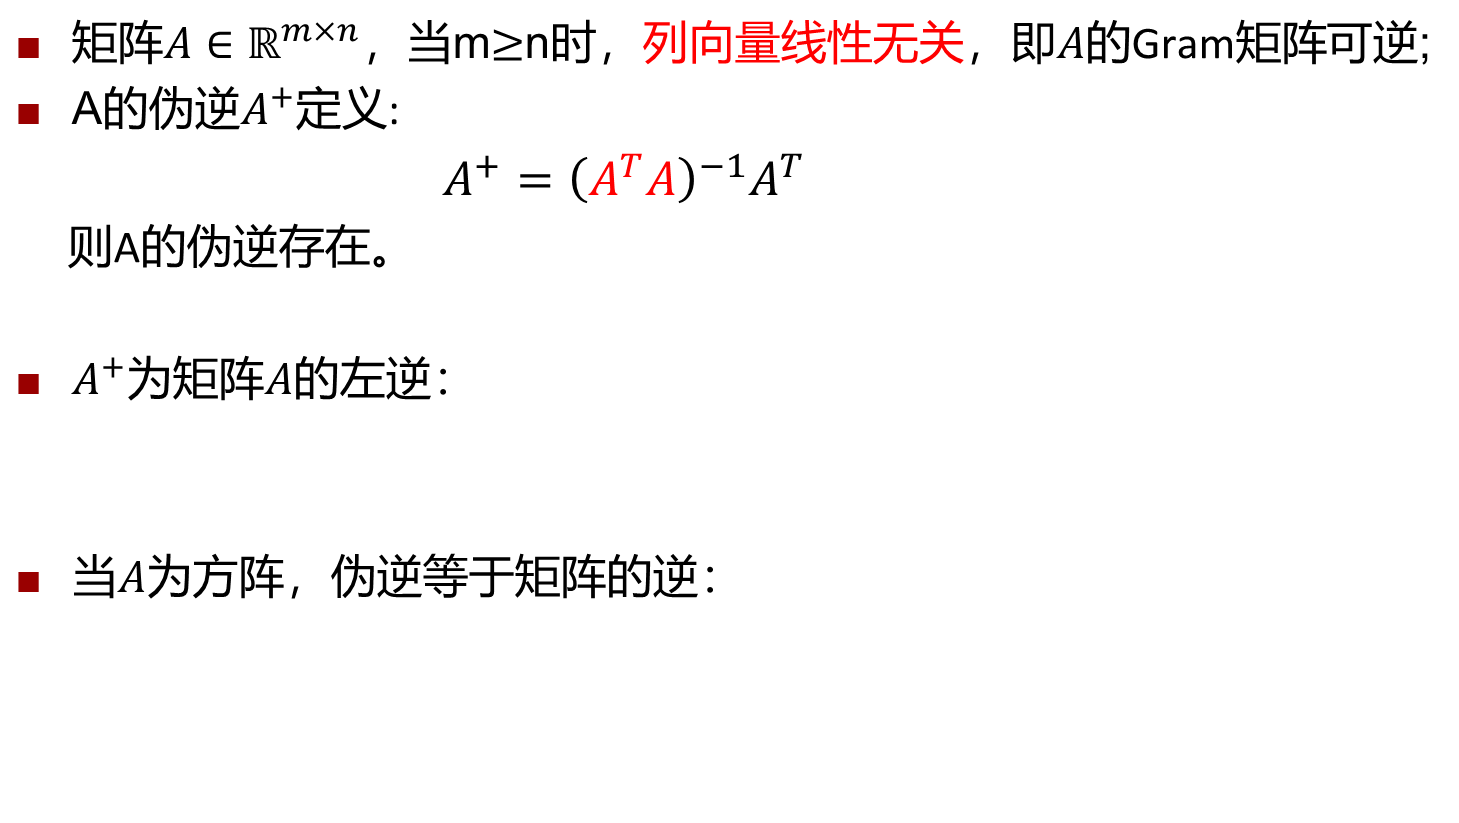 ■ 矩阵𝐴 ∈ ℝ^{𝑚×𝑛}，当m≥n时，列向量线性无关，即𝐴的Gram矩阵可逆;
■ A的伪逆𝐴⁺定义:
𝐴⁺ = (𝐴ᵀ𝐴)⁻¹𝐴ᵀ
则A的伪逆存在。
■ 𝐴⁺为矩阵𝐴的左逆：
■ 当𝐴为方阵，伪逆等于矩阵的逆：